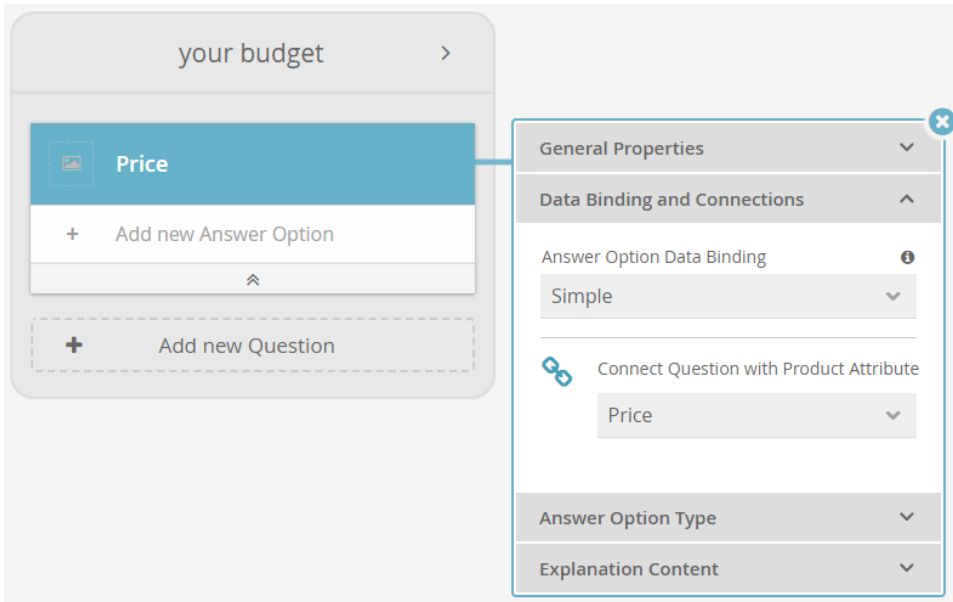 your budget
Price
Add new Answer Option
Add new Question
General Properties
Data Binding and Connections
Answer Option Data Binding
Simple
Connect Question with Product Attribute
Price
Answer Option Type
Explanation Content